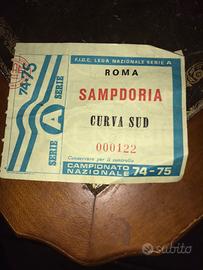 74-75
SERIE
A
SERIE
F.I.G.C. LEGA NAZIONALE SERIE A
ROMA
SAMPDORIA
CURVA SUD
000122
Conservare per il controllo
CAMPIONATO
NAZIONALE 74-75
subito